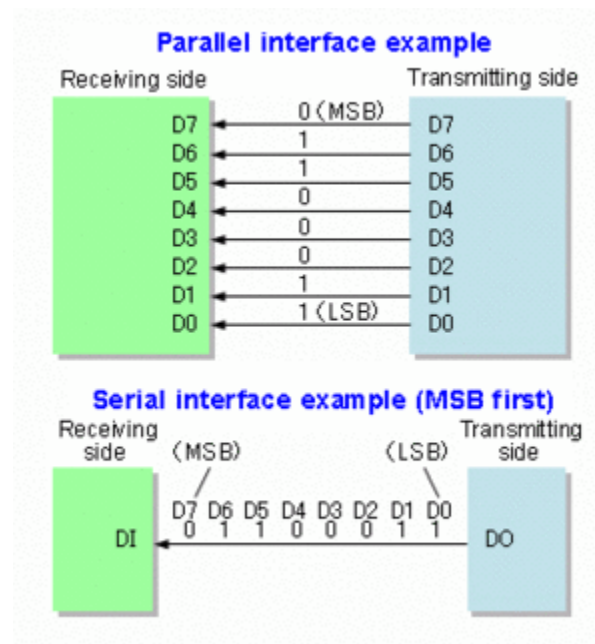 Parallel interface example
Receiving side
Transmitting side
D7 0(MSB) D7
D6 1 D6
D5 1 D5
D4 0 D4
D3 0 D3
D2 0 D2
D1 1 D1
D0 1(LSB) D0
Serial interface example (MSB first)
Receiving side
(MSB)
(LSB)
Transmitting side
D7 D6 D5 D4 D3 D2 D1 D0
0 1 1 0 0 0 1 1
DI
DO